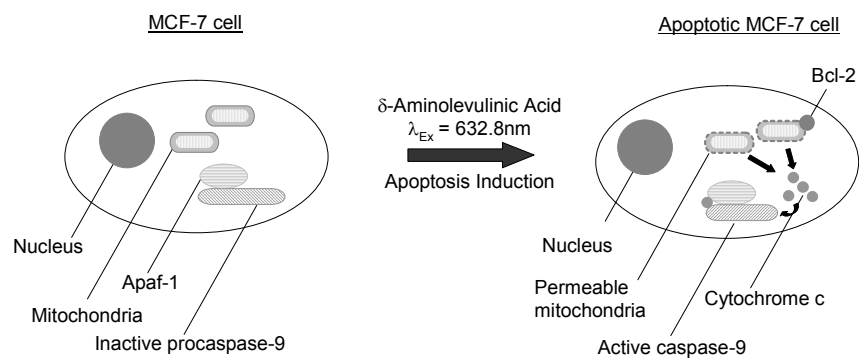 MCF-7 cell
Apoptotic MCF-7 cell
Bcl-2
δ-Aminolevulinic Acid
λEx = 632.8nm
Apoptosis Induction
Nucleus
Apaf-1
Mitochondria
Inactive procaspase-9
Nucleus
Permeable
mitochondria
Cytochrome c
Active caspase-9